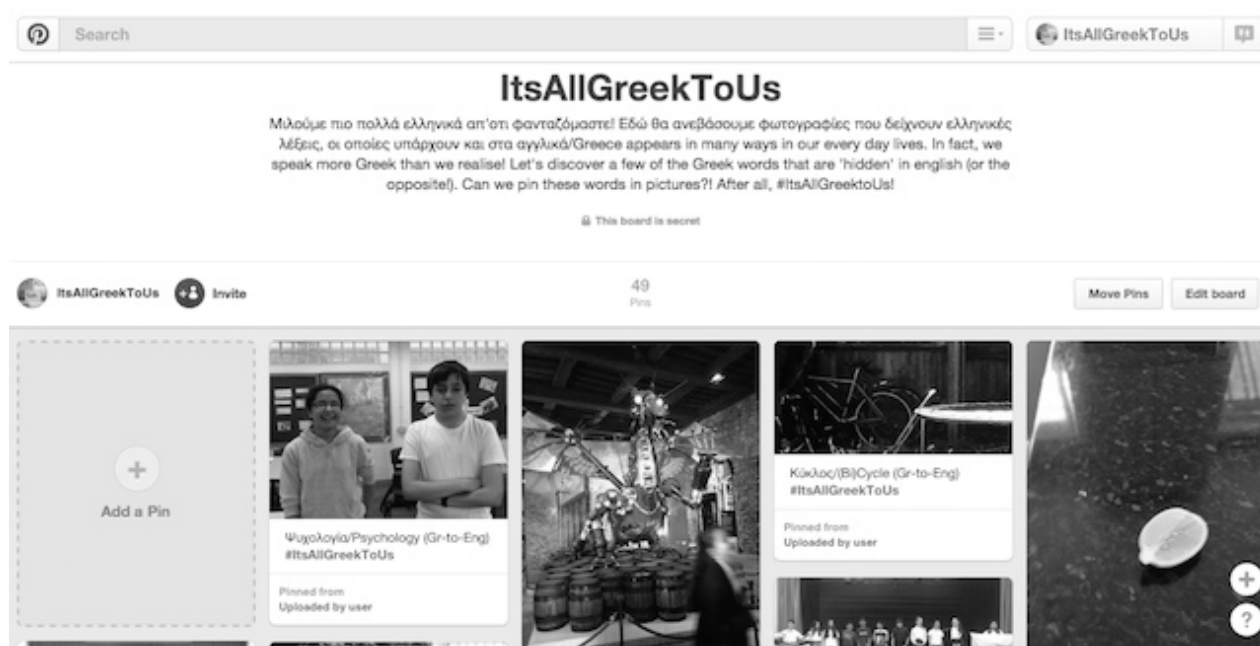 Search
ItsAllGreekToUs
ItsAllGreekToUs
Μιλούμε πιο πολλά ελληνικά απ'οτι φανταζόμαστε! Εδώ θα ανεβάσουμε φωτογραφίες που δείχνουν ελληνικές
λέξεις, οι οποίες υπάρχουν και στα αγγλικά/Greece appears in many ways in our every day lives. In fact, we
speak more Greek than we realise! Let's discover a few of the Greek words that are 'hidden' in english (or the
opposite!). Can we pin these words in pictures?! After all, #ItsAllGreektoUs!
This board is secret
ItsAllGreekToUs
Invite
49
Pins
Move Pins
Edit board
+
Add a Pin
Ψυχολογία/Psychology (Gr-to-Eng)
#ItsAllGreekToUs
Pinned from
Uploaded by user
Κύκλος/(Bi)Cycle (Gr-to-Eng)
#ItsAllGreekToUs
Pinned from
Uploaded by user
+
?